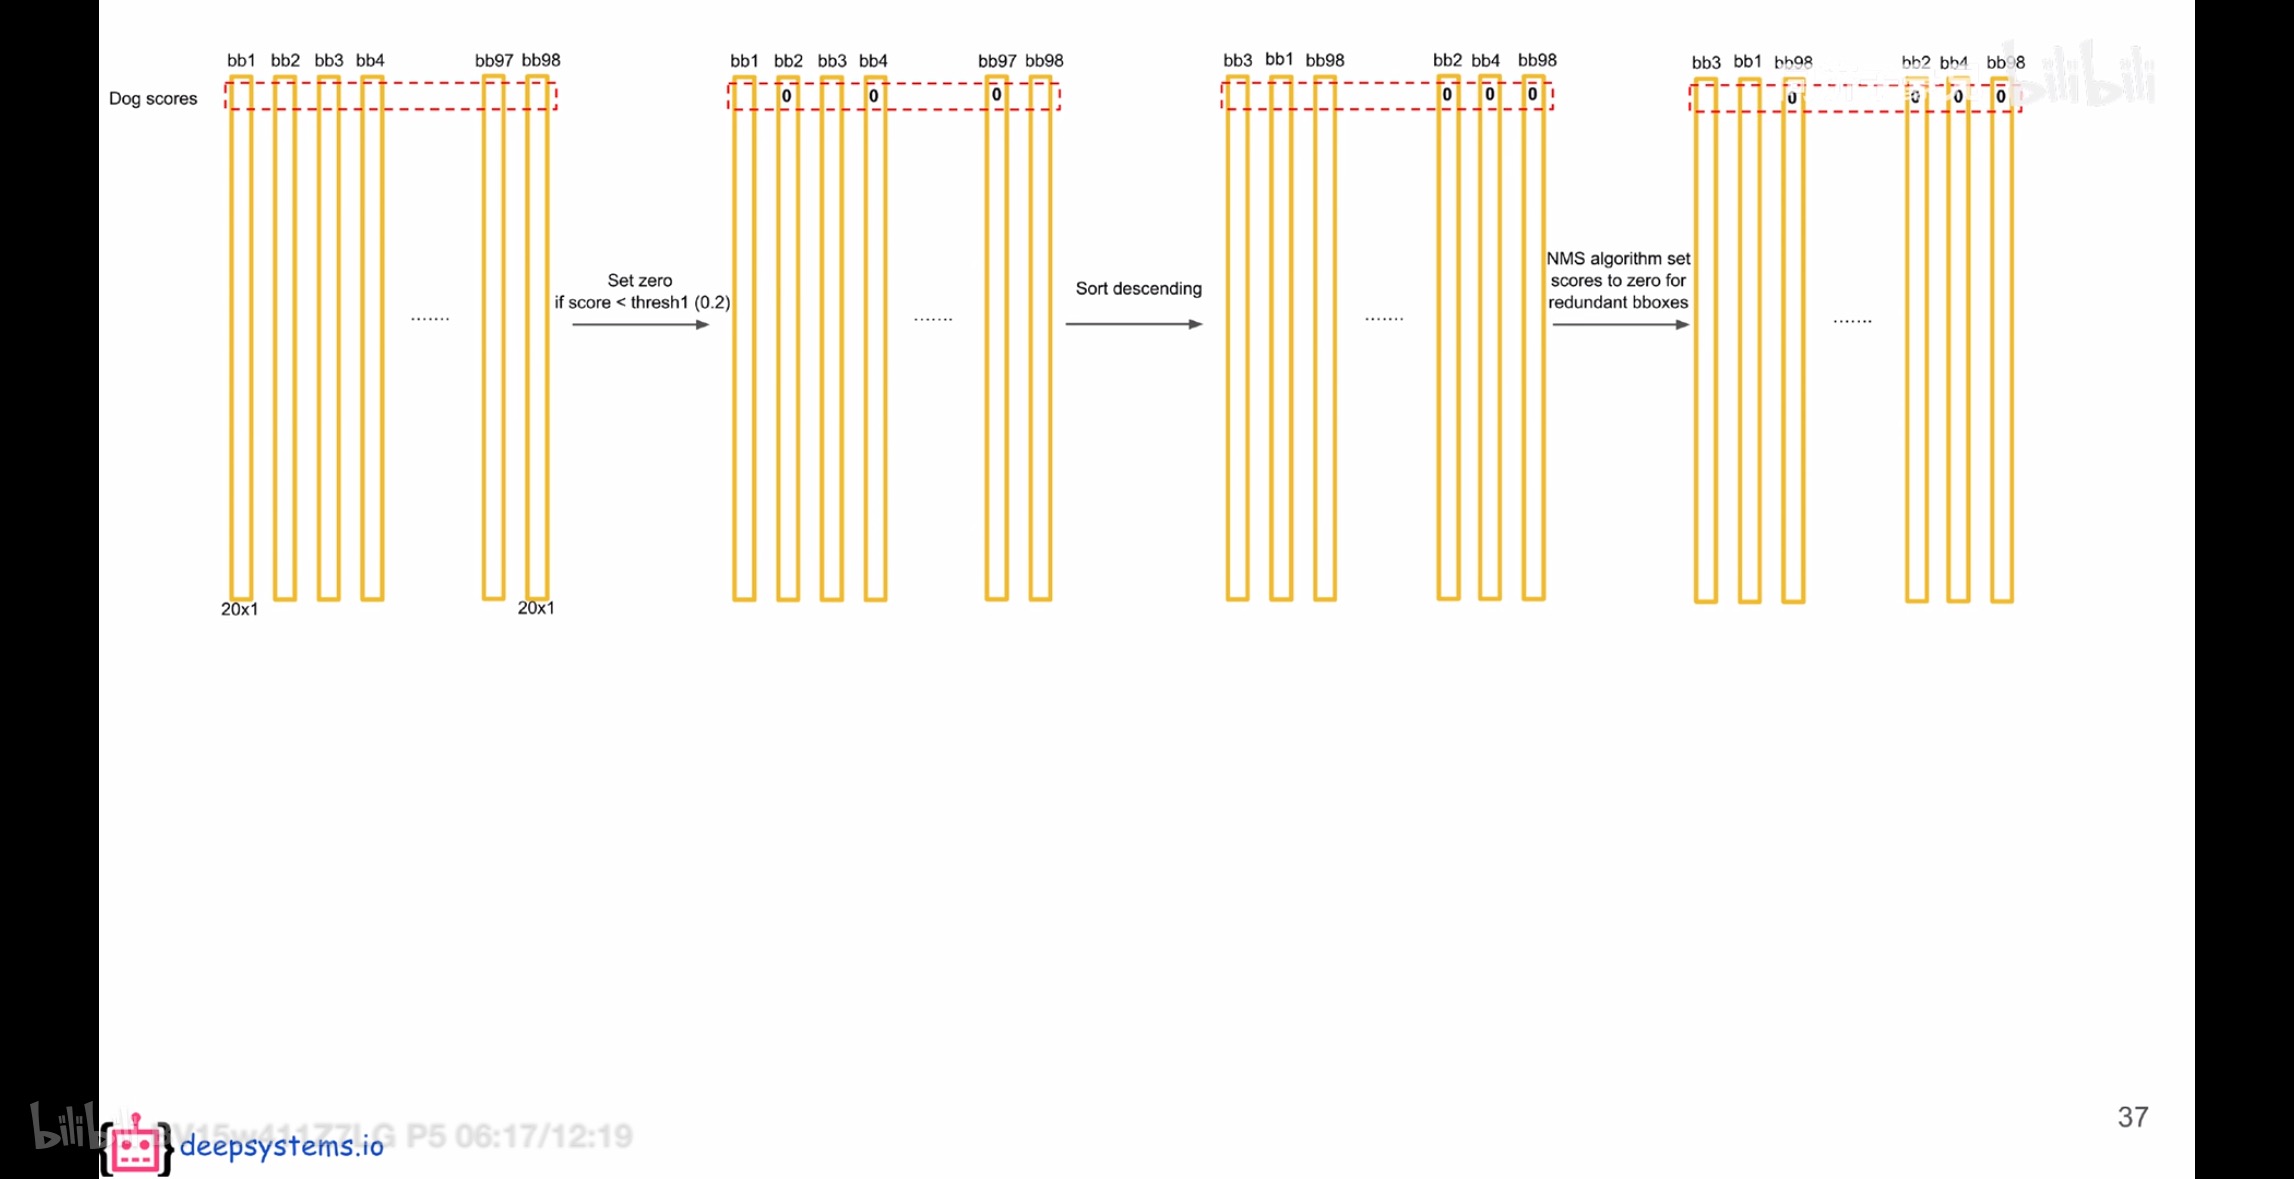 bb1 bb2 bb3 bb4 bb97 bb98
bb1 bb2 bb3 bb4 bb97 bb98
bb3 bb1 bb98 bb2 bb4 bb98
bb3 bb1 bb98 bb2 bb4 bb98
Dog scores
0 0 0
0 0 0
0 0 0 0
bilibili
Set zero
if score < thresh1 (0.2)
.......
.......
Sort descending
.......
NMS algorithm set
scores to zero for
redundant bboxes
.......
20x1 20x1
37
bilibili
P5 06:17/12:19
deepsystems.io